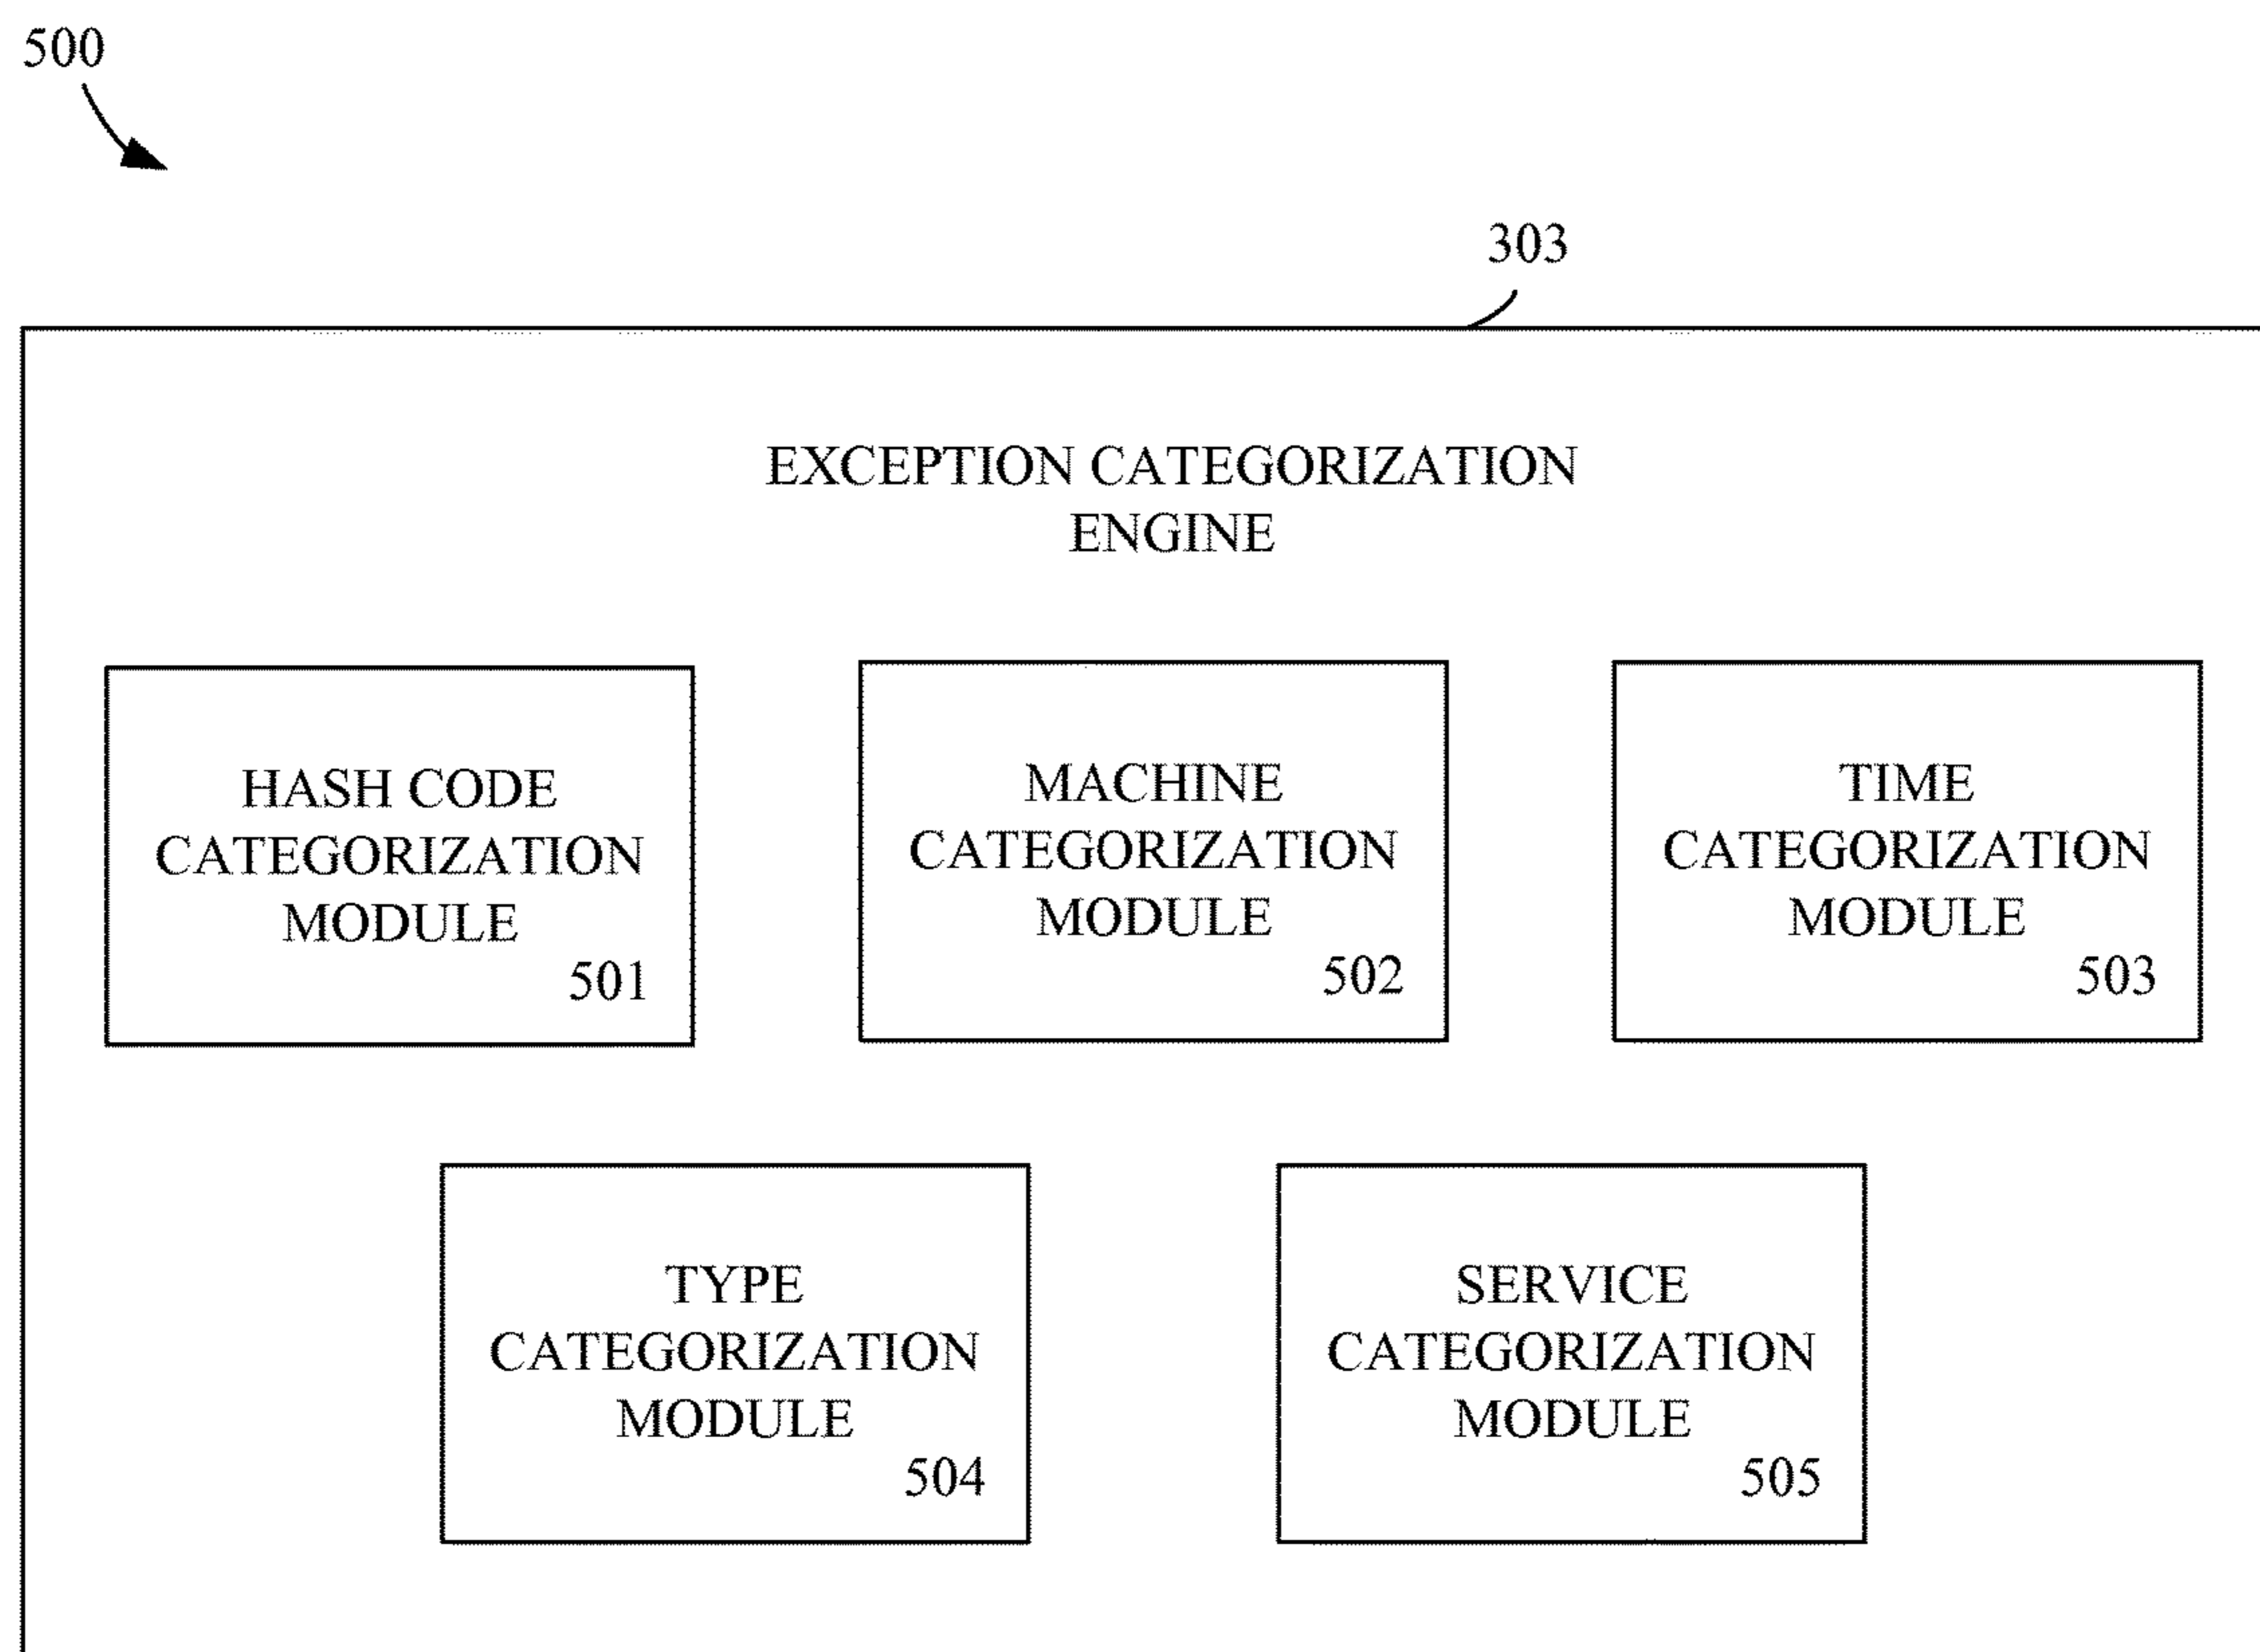 500
303
EXCEPTION CATEGORIZATION
ENGINE
HASH CODE
CATEGORIZATION
MODULE
501
MACHINE
CATEGORIZATION
MODULE
502
TIME
CATEGORIZATION
MODULE
503
TYPE
CATEGORIZATION
MODULE
504
SERVICE
CATEGORIZATION
MODULE
505